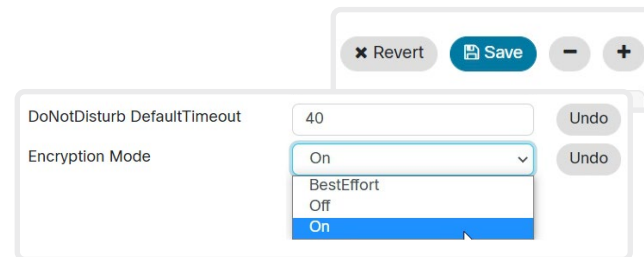 Revert Save
DoNotDisturb DefaultTimeout 40 Undo
Encryption Mode On Undo
BestEffort
Off
On